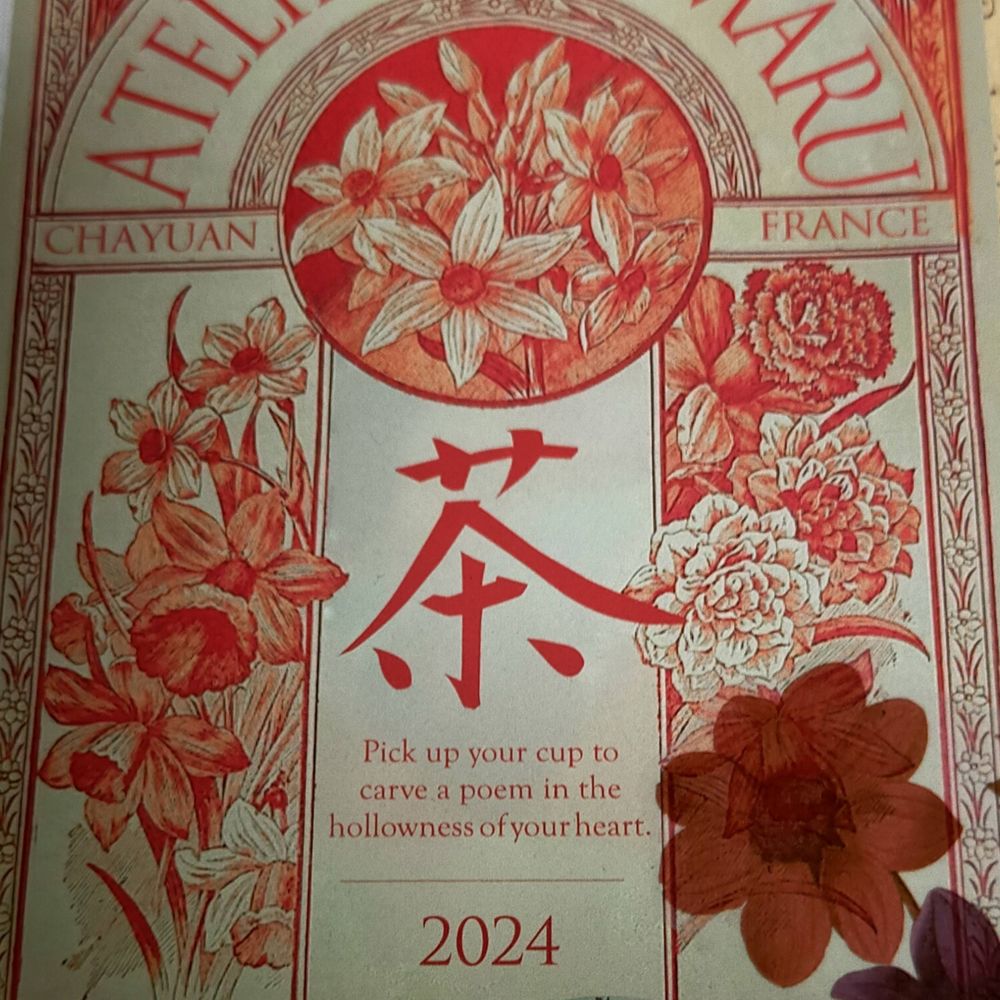 CHAYUAN
FRANCE
茶
Pick up your cup to
carve a poem in the
hollowness of your heart.
2024